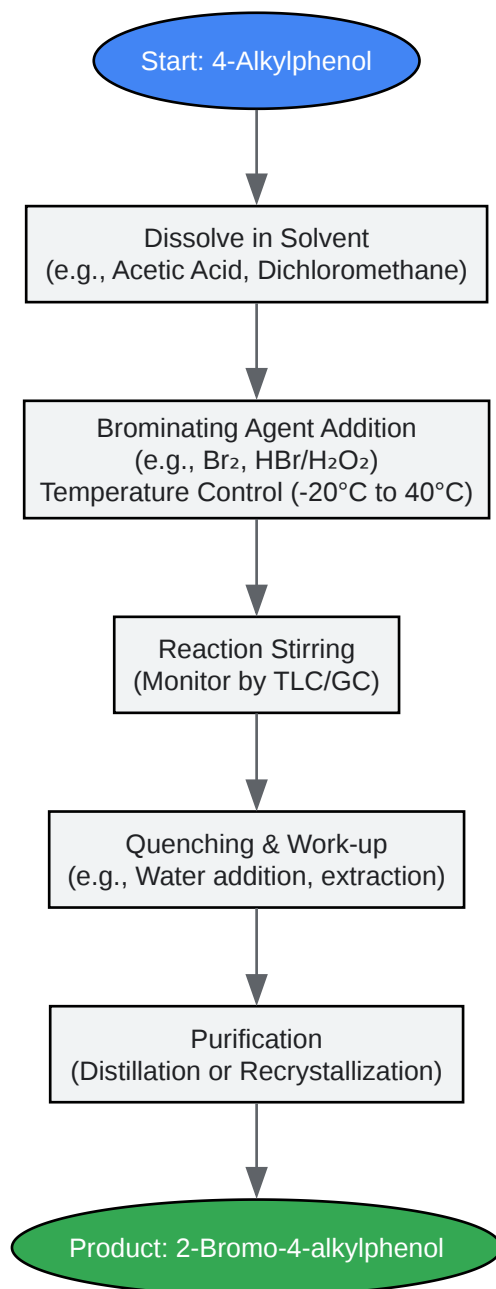 Start: 4-Alkylphenol
Dissolve in Solvent
(e.g., Acetic Acid, Dichloromethane)
Brominating Agent Addition
(e.g., Br₂, HBr/H₂O₂)
Temperature Control (-20°C to 40°C)
Reaction Stirring
(Monitor by TLC/GC)
Quenching & Work-up
(e.g., Water addition, extraction)
Purification
(Distillation or Recrystallization)
Product: 2-Bromo-4-alkylphenol